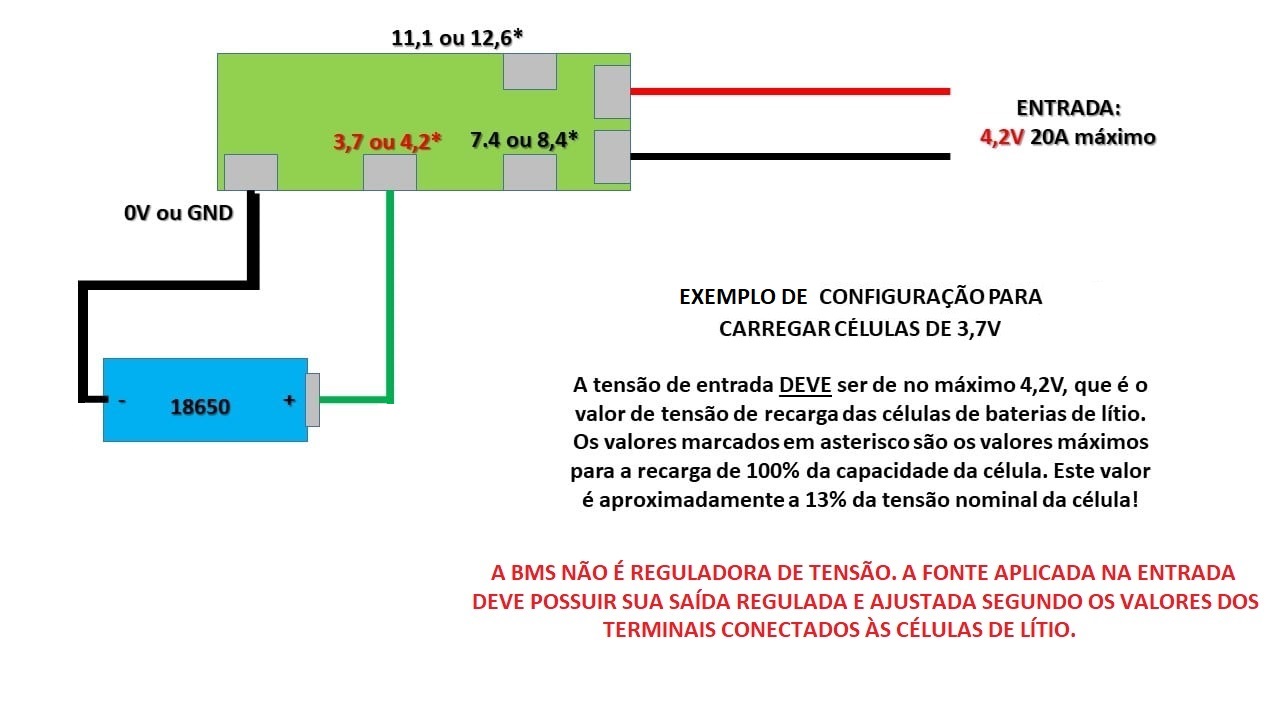 11,1 ou 12,6*
3,7 ou 4,2*
7.4 ou 8,4*
ENTRADA:
4,2V 20A máximo
0V ou GND
- 18650 +
EXEMPLO DE CONFIGURAÇÃO PARA
CARREGAR CÉLULAS DE 3,7V
A tensão de entrada DEVE ser de no máximo 4,2V, que é o
valor de tensão de recarga das células de baterias de lítio.
Os valores marcados em asterisco são os valores máximos
para a recarga de 100% da capacidade da célula. Este valor
é aproximadamente a 13% da tensão nominal da célula!
A BMS NÃO É REGULADORA DE TENSÃO. A FONTE APLICADA NA ENTRADA
DEVE POSSUIR SUA SAÍDA REGULADA E AJUSTADA SEGUNDO OS VALORES DOS
TERMINAIS CONECTADOS ÀS CÉLULAS DE LÍTIO.